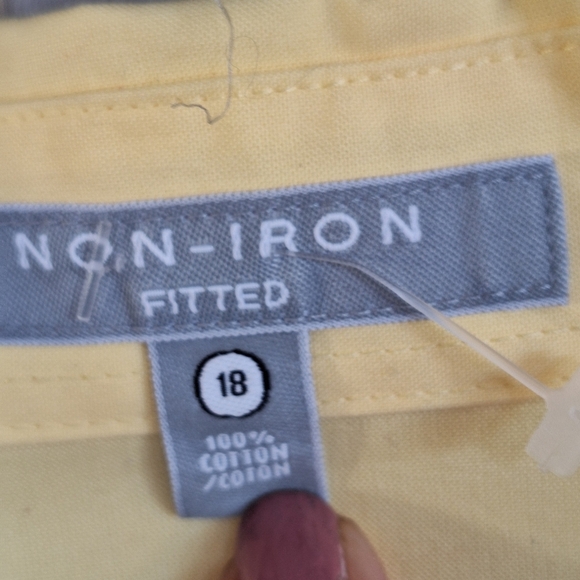 NON-IRON
FITTED
18
100%
COTTON
/COTON